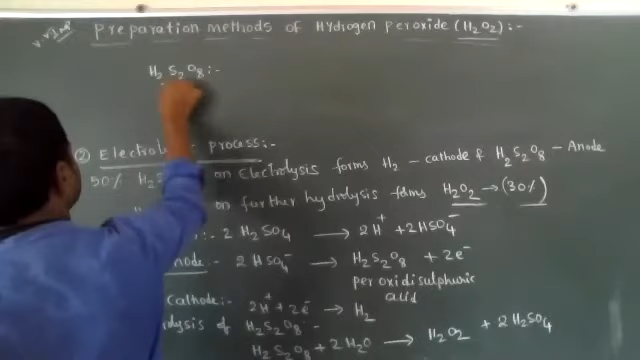 Preparation methods of Hydrogen peroxide (H₂O₂) :-
H₂S₂O₈ :-
② Electrol process:-
50% H₂ on Electrolysis forms H₂ - cathode & H₂S₂O₈ - Anode
on further hydrolysis forms H₂O₂ → (30%)
:- 2H₂SO₄ → 2H⁺ + 2HSO₄⁻
node:- 2HSO₄⁻ → H₂S₂O₈ + 2e⁻
peroxidisulphuric
acid
cathode:- 2H⁺ + 2e⁻ → H₂
olysis of H₂S₂O₈ :-
H₂S₂O₈ + 2H₂O → H₂O₂ + 2H₂SO₄